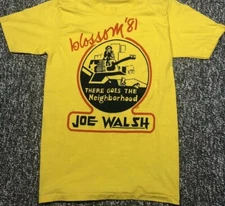 blossom '81
THERE GOES THE
Neighborhood
JOE WALSH